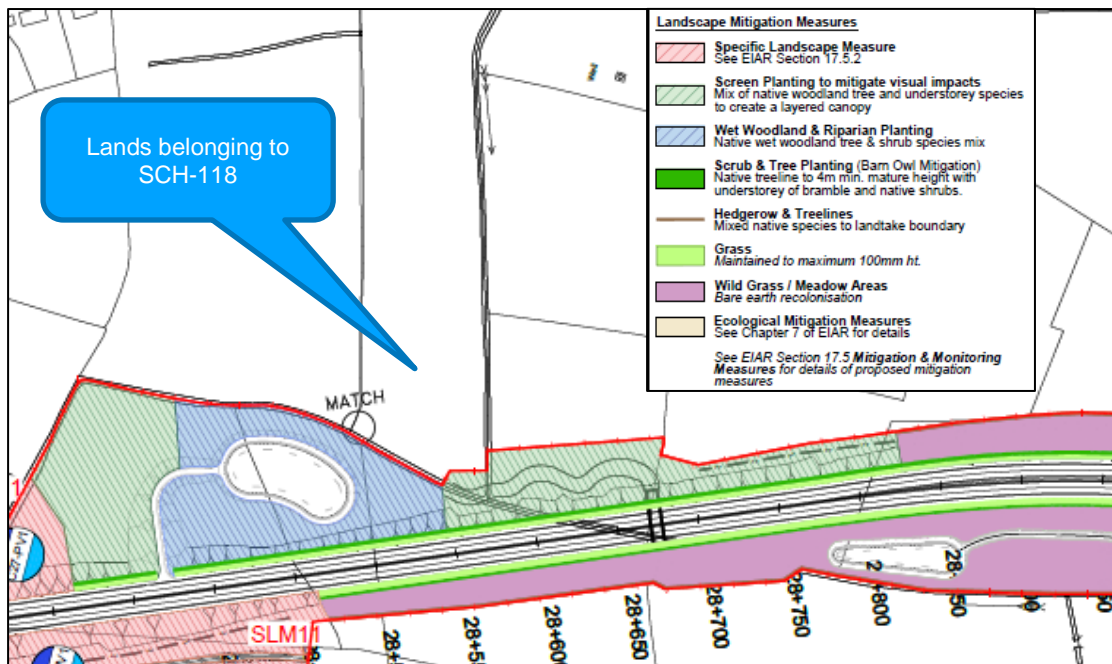 Landscape Mitigation Measures
Specific Landscape Measure
See EIAR Section 17.5.2
Screen Planting to mitigate visual impacts
Mix of native woodland tree and understorey species
to create a layered canopy
Wet Woodland & Riparian Planting
Native wet woodland tree & shrub species mix
Scrub & Tree Planting (Barn Owl Mitigation)
Native treeline to 4m min. mature height with
understorey of bramble and native shrubs.
Hedgerow & Treelines
Mixed native species to landtake boundary
Grass
Maintained to maximum 100mm ht.
Wild Grass / Meadow Areas
Bare earth recolonisation
Ecological Mitigation Measures
See Chapter 7 of EIAR for details
See EIAR Section 17.5 Mitigation & Monitoring
Measures for details of proposed mitigation
measures
Lands belonging to
SCH-118
MATCH
1
SLM11
28+600
28+650
28+700
28+750